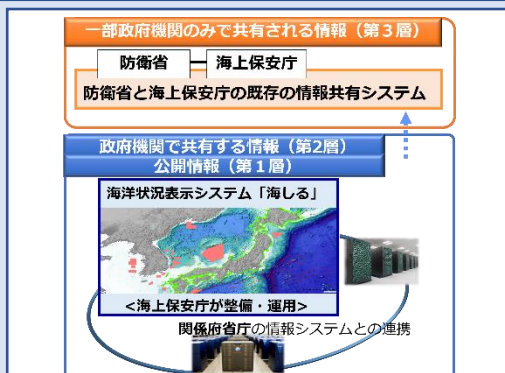 一部政府機関のみで共有される情報（第３層）
防衛省
海上保安庁
防衛省と海上保安庁の既存の情報共有システム
政府機関で共有する情報（第2層）
公開情報（第１層）
海洋状況表示システム「海しる」
<海上保安庁が整備・運用>
関係府省庁の情報システムとの連携